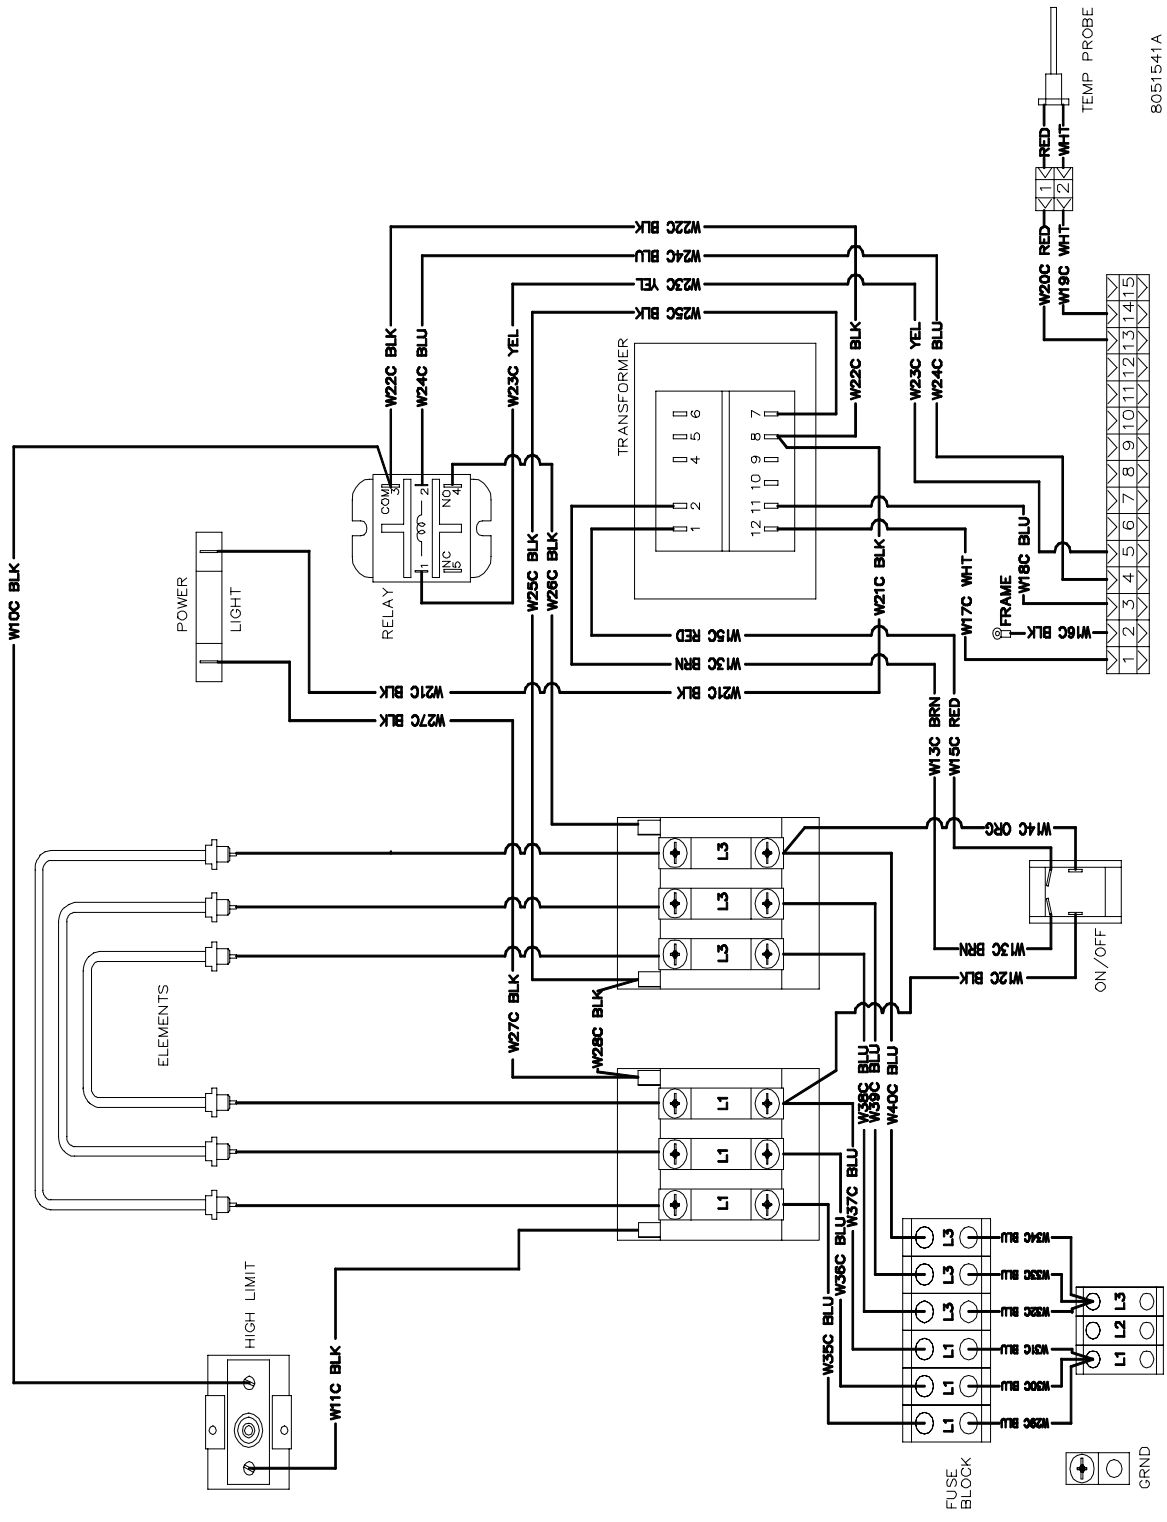 W10C BLK
POWER
LIGHT
COM
3
2
NO
4
1
NC
5
RELAY
W22C BLK
W24C BLU
W23C YEL
W22C BLK
W24C BLU
W23C YEL
W25C BLK
W25C BLK
W26C BLK
W21C BLK
W27C BLK
W21C BLK
W15C RED
W13C BRN
TRANSFORMER
6
5
4
2
1
7
8
9
10
11
12
W22C BLK
W21C BLK
W23C YEL
W24C BLU
W17C WHT
W18C BLU
FRAME
W16C BLK
W13C BRN
W15C RED
W20C RED
W19C WHT
1
2
RED
WHT
TEMP PROBE
8051541A
1
2
3
4
5
6
7
8
9
10
11
12
13
14
15
ELEMENTS
W27C BLK
W28C BLK
L3
L3
L3
L1
L1
L1
W14C ORG
W13C BRN
W12C BLK
ON/OFF
HIGH LIMIT
W11C BLK
W38C BLU
W39C BLU
W40C BLU
W37C BLU
W36C BLU
W35C BLU
L3
L3
L3
L1
L1
L1
FUSE
BLOCK
W34C BLU
W33C BLU
W32C BLU
W31C BLU
W30C BLU
W29C BLU
L3
L2
L1
GRND